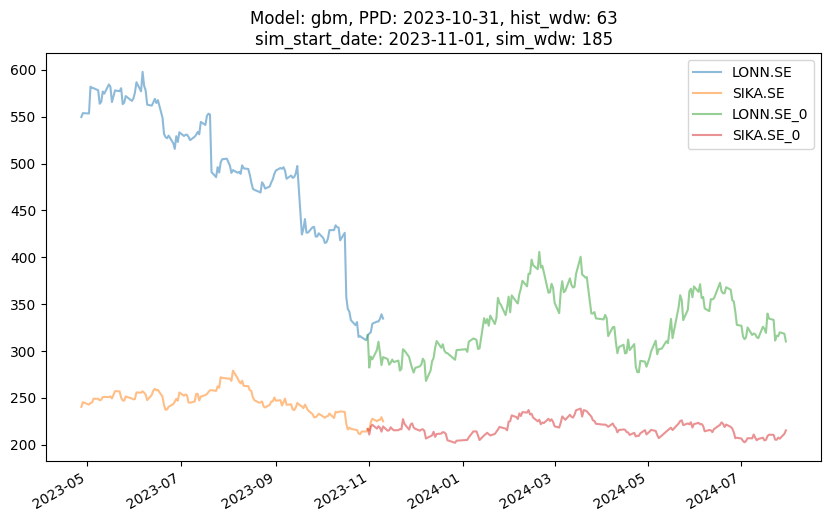 Model: gbm, PPD: 2023-10-31, hist_wdw: 63
sim_start_date: 2023-11-01, sim_wdw: 185
LONN.SE
SIKA.SE
LONN.SE_0
SIKA.SE_0
600
550
500
450
400
350
300
250
200
2023-05
2023-07
2023-09
2023-11
2024-01
2024-03
2024-05
2024-07